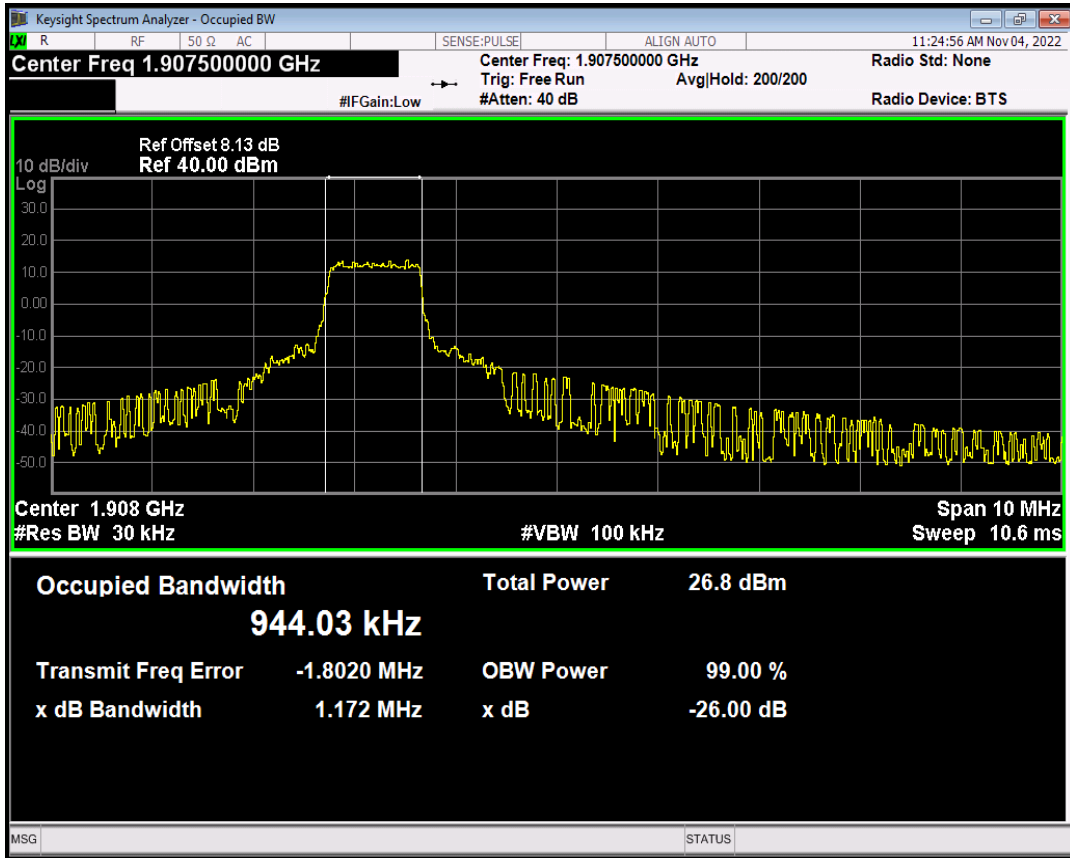 Keysight Spectrum Analyzer - Occupied BW
LXI R RF 50 Ω AC SENSE:PULSE ALIGN AUTO 11:24:56 AM Nov 04, 2022
Center Freq 1.907500000 GHz Center Freq: 1.907500000 GHz Radio Std: None
Trig: Free Run Avg|Hold: 200/200
#IFGain:Low #Atten: 40 dB Radio Device: BTS
Ref Offset 8.13 dB
10 dB/div Ref 40.00 dBm
Log
30.0
20.0
10.0
0.00
-10.0
-20.0
-30.0
-40.0
-50.0
Center 1.908 GHz Span 10 MHz
#Res BW 30 kHz #VBW 100 kHz Sweep 10.6 ms
Occupied Bandwidth Total Power 26.8 dBm
944.03 kHz
Transmit Freq Error -1.8020 MHz OBW Power 99.00 %
x dB Bandwidth 1.172 MHz x dB -26.00 dB
MSG STATUS